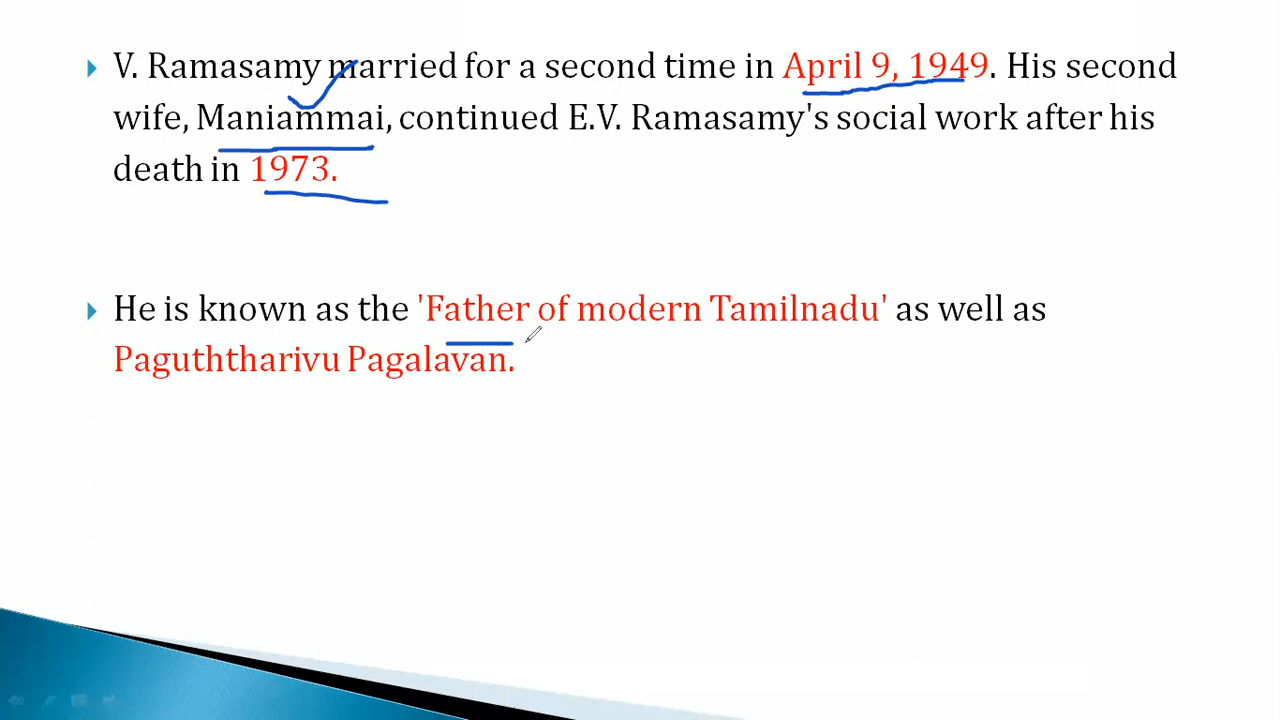 V. Ramasamy married for a second time in April 9, 1949. His second
wife, Maniammai, continued E.V. Ramasamy's social work after his
death in 1973.
He is known as the 'Father of modern Tamilnadu' as well as
Paguththarivu Pagalavan.